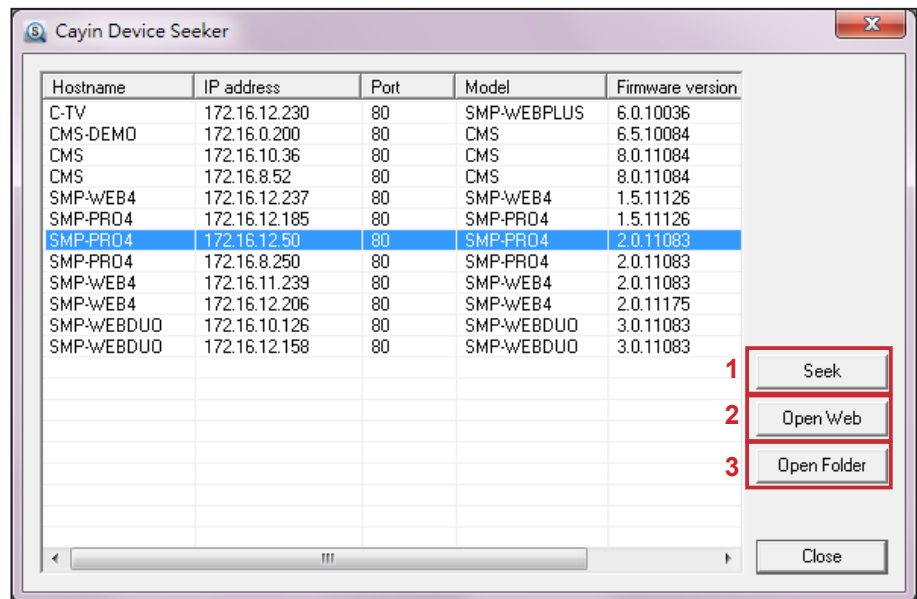 Cayin Device Seeker
Hostname IP address Port Model Firmware version
C-TV 172.16.12.230 80 SMP-WEBPLUS 6.0.10036
CMS-DEMO 172.16.0.200 80 CMS 6.5.10084
CMS 172.16.10.36 80 CMS 8.0.11084
CMS 172.16.8.52 80 CMS 8.0.11084
SMP-WEB4 172.16.12.237 80 SMP-WEB4 1.5.11126
SMP-PRO4 172.16.12.185 80 SMP-PRO4 1.5.11126
SMP-PRO4 172.16.12.50 80 SMP-PRO4 2.0.11083
SMP-PRO4 172.16.8.250 80 SMP-PRO4 2.0.11083
SMP-WEB4 172.16.11.239 80 SMP-WEB4 2.0.11083
SMP-WEB4 172.16.12.206 80 SMP-WEB4 2.0.11175
SMP-WEBDUO 172.16.10.126 80 SMP-WEBDUO 3.0.11083
SMP-WEBDUO 172.16.12.158 80 SMP-WEBDUO 3.0.11083
1 Seek
2 Open Web
3 Open Folder
Close